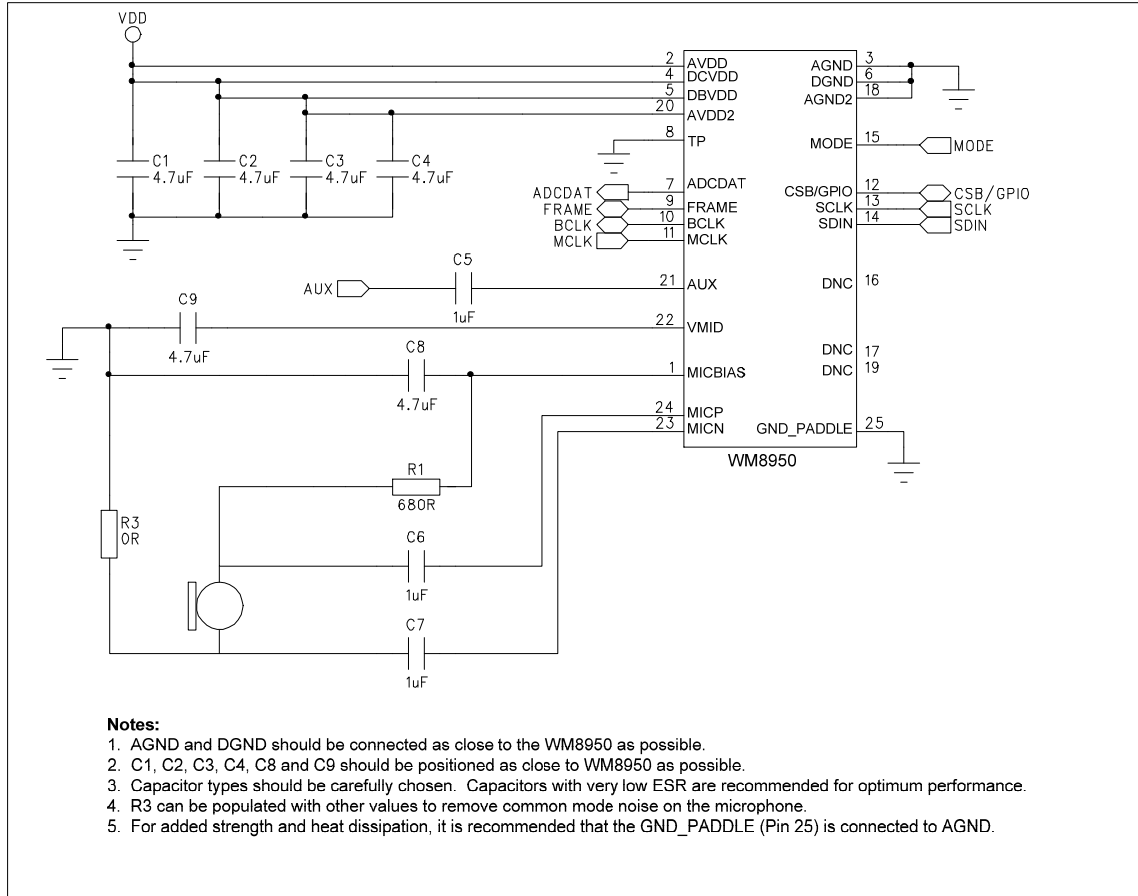 VDD
2 AVDD
4 DCVDD
5 DBVDD
20 AVDD2
8 TP
AGND 3
DGND 6
AGND2 18
MODE 15 MODE
C1 4.7uF
C2 4.7uF
C3 4.7uF
C4 4.7uF
ADCDAT 7 ADCDAT
FRAME 9 FRAME
BCLK 10 BCLK
MCLK 11 MCLK
CSB/GPIO 12 CSB/GPIO
SCLK 13 SCLK
SDIN 14 SDIN
AUX C5 1uF 21 AUX
DNC 16
C9 4.7uF 22 VMID
DNC 17
DNC 19
C8 4.7uF 1 MICBIAS
24 MICP
23 MICN
GND_PADDLE 25
WM8950
R1
680R
R3
0R
C6
1uF
C7
1uF
Notes:
1. AGND and DGND should be connected as close to the WM8950 as possible.
2. C1, C2, C3, C4, C8 and C9 should be positioned as close to WM8950 as possible.
3. Capacitor types should be carefully chosen. Capacitors with very low ESR are recommended for optimum performance.
4. R3 can be populated with other values to remove common mode noise on the microphone.
5. For added strength and heat dissipation, it is recommended that the GND_PADDLE (Pin 25) is connected to AGND.